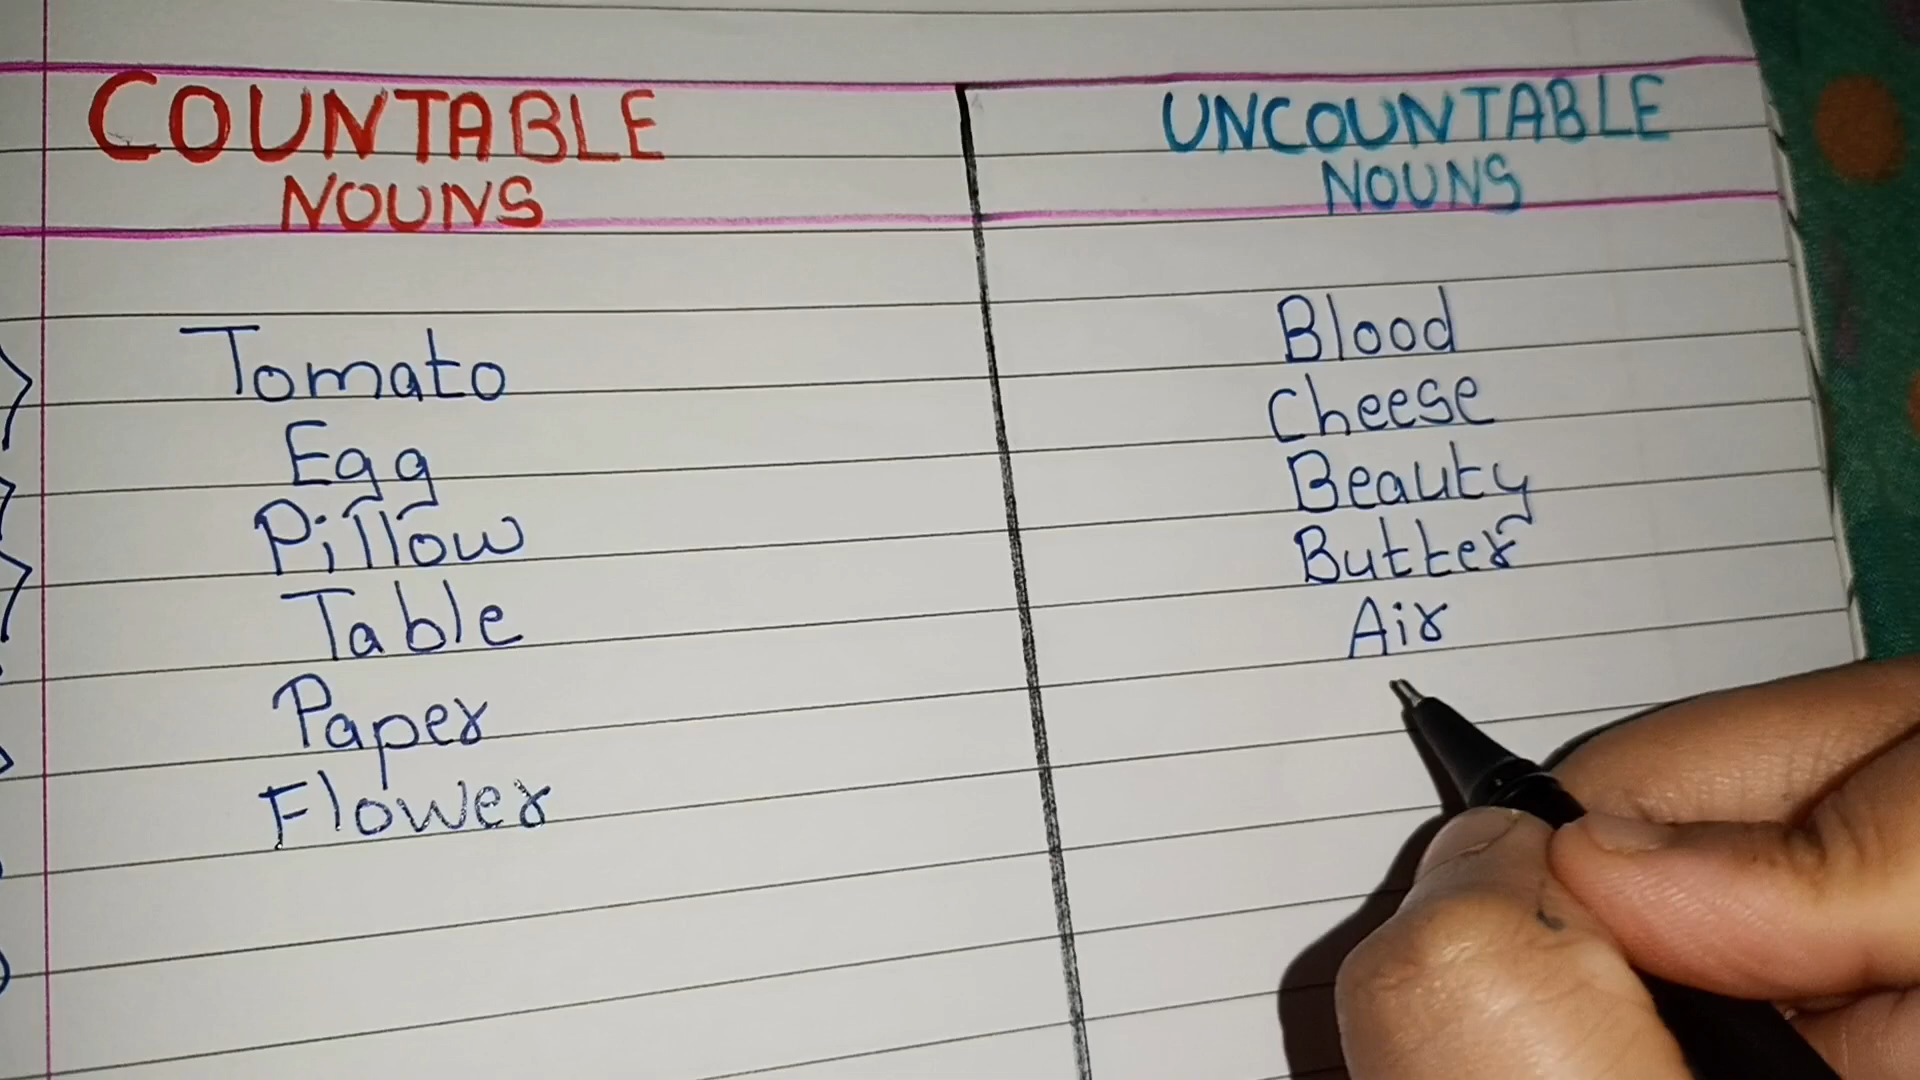 COUNTABLE
NOUNS
Tomato
Egg
Pillow
Table
Paper
Flower
UNCOUNTABLE
NOUNS
Blood
Cheese
Beauty
Butter
Air